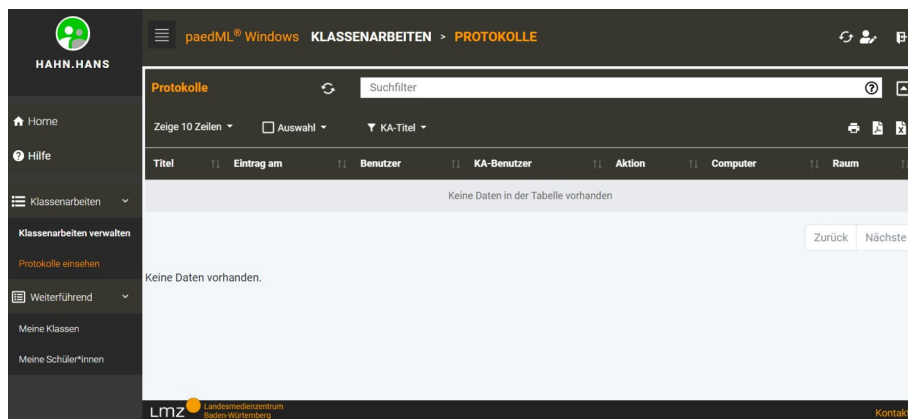 HAHN.HANS
paedML® Windows KLASSENARBEITEN > PROTOKOLLE
Home
Hilfe
Klassenarbeiten
Klassenarbeiten verwalten
Protokolle einsehen
Weiterführend
Meine Klassen
Meine Schüler*innen
Protokolle
Suchfilter
Zeige 10 Zeilen
Auswahl
KA-Titel
Titel Eintrag am Benutzer KA-Benutzer Aktion Computer Raum
Keine Daten in der Tabelle vorhanden
Zurück Nächste
Keine Daten vorhanden.
LMZ Landesmedienzentrum
Baden-Würtemberg
Kontakt